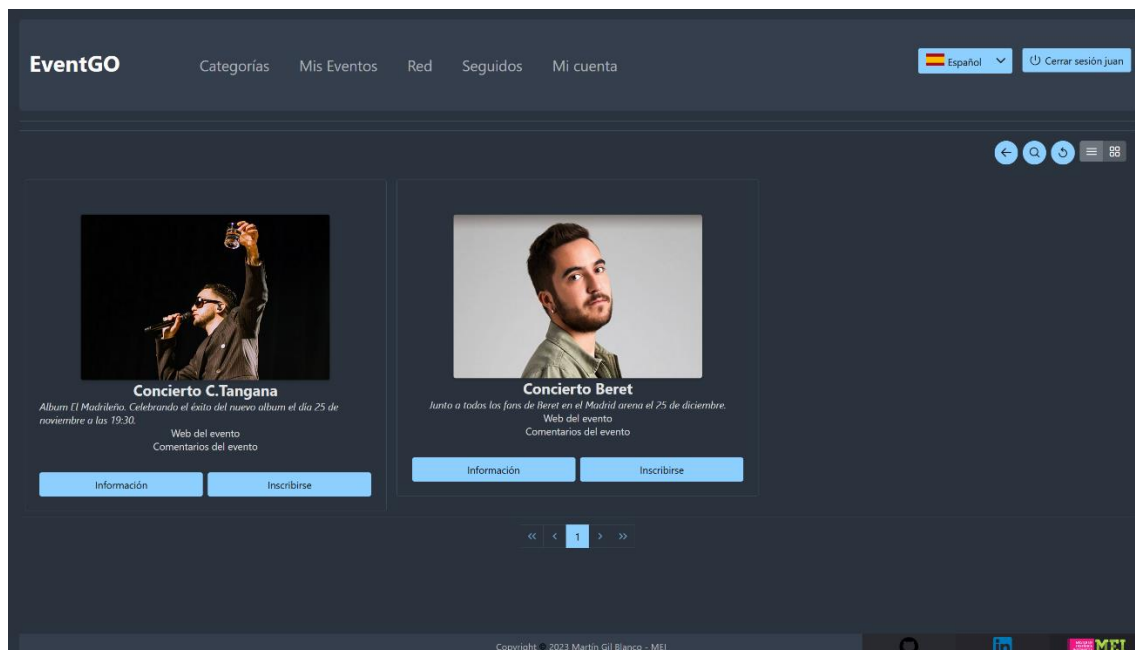 EventGO
Categorías
Mis Eventos
Red
Seguidos
Mi cuenta
Español
Cerrar sesión juan
Concierto C.Tangana
Album El Madrileño. Celebrando el éxito del nuevo album el día 25 de
noviembre a las 19:30.
Web del evento
Comentarios del evento
Información
Inscribirse
Concierto Beret
Junto a todos los fans de Beret en el Madrid arena el 25 de diciembre.
Web del evento
Comentarios del evento
Información
Inscribirse
« < 1 > »
Copyright © 2023 Martín Gil Blanco - MEI
in
MEI